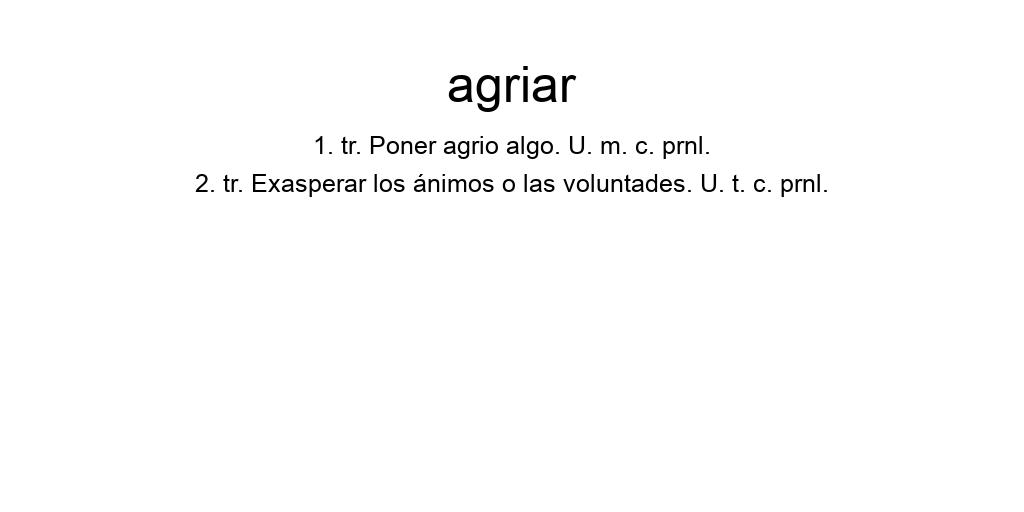 agriar
1. tr. Poner agrio algo. U. m. c. prnl.
2. tr. Exasperar los ánimos o las voluntades. U. t. c. prnl.